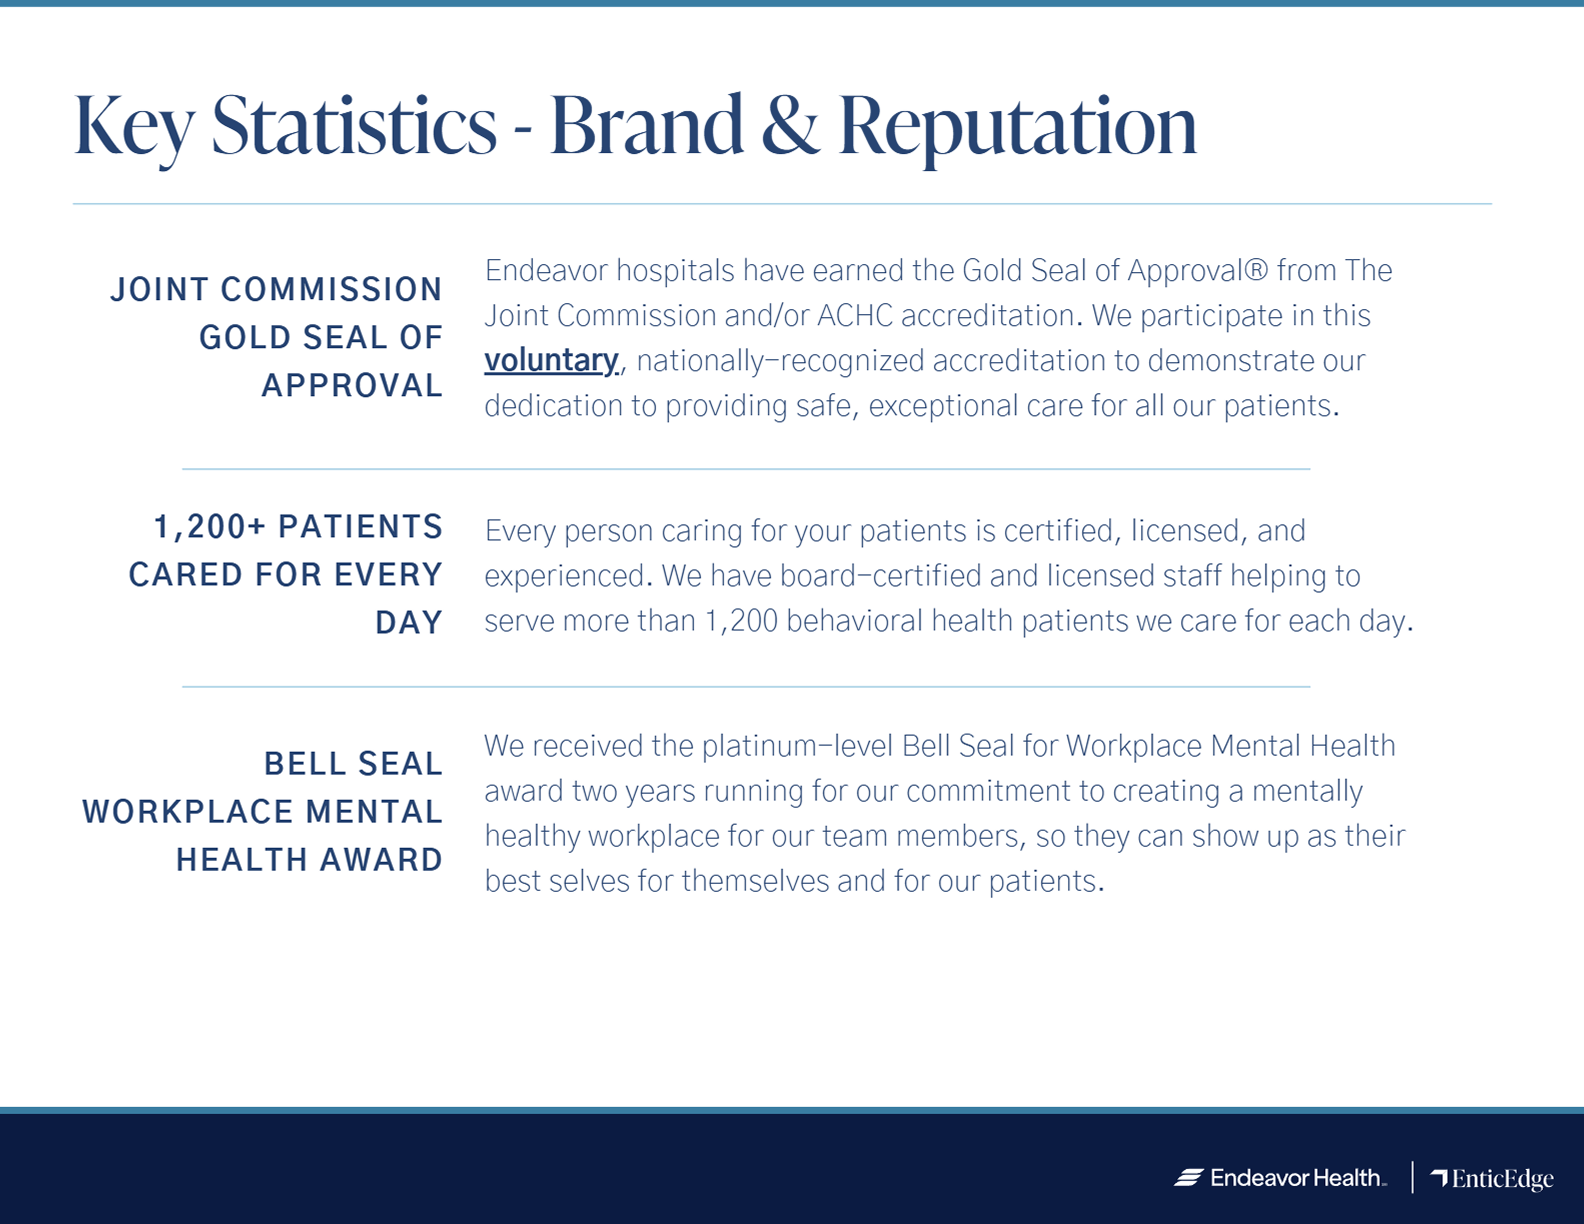 Key Statistics - Brand & Reputation
JOINT COMMISSION
GOLD SEAL OF
APPROVAL
Endeavor hospitals have earned the Gold Seal of Approval® from The
Joint Commission and/or ACHC accreditation. We participate in this
voluntary, nationally-recognized accreditation to demonstrate our
dedication to providing safe, exceptional care for all our patients.
1,200+ PATIENTS
CARED FOR EVERY
DAY
Every person caring for your patients is certified, licensed, and
experienced. We have board-certified and licensed staff helping to
serve more than 1,200 behavioral health patients we care for each day.
BELL SEAL
WORKPLACE MENTAL
HEALTH AWARD
We received the platinum-level Bell Seal for Workplace Mental Health
award two years running for our commitment to creating a mentally
healthy workplace for our team members, so they can show up as their
best selves for themselves and for our patients.
Endeavor Health
EnticEdge